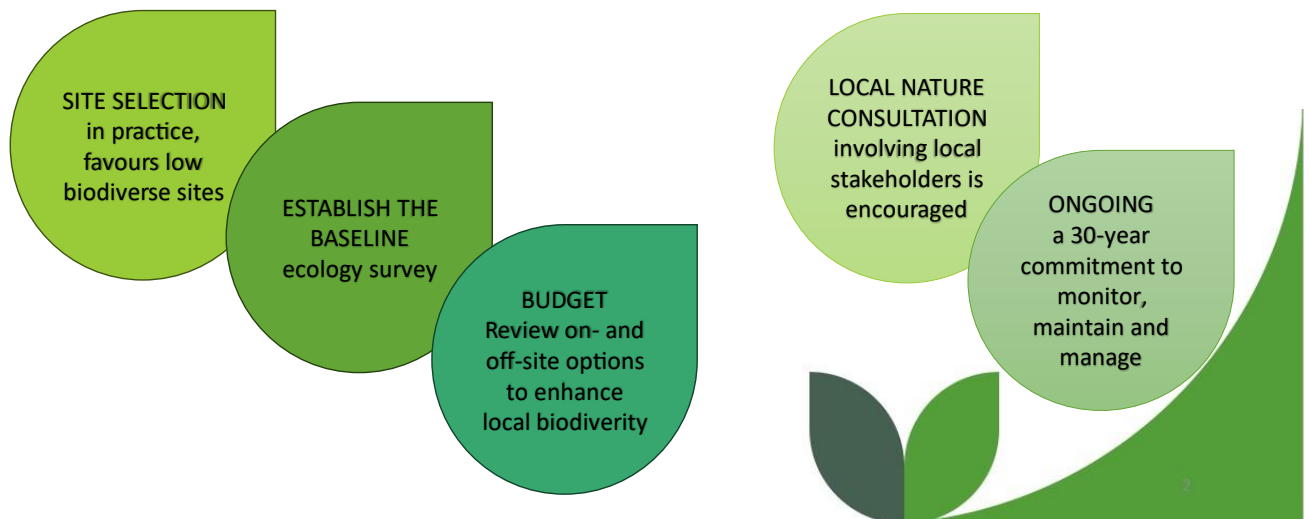 SITE SELECTION
in practice,
favours low
biodiverse sites
ESTABLISH THE
BASELINE
ecology survey
BUDGET
Review on- and
off-site options
to enhance
local biodiverity
LOCAL NATURE
CONSULTATION
involving local
stakeholders is
encouraged
ONGOING
a 30-year
commitment to
monitor,
maintain and
manage
2